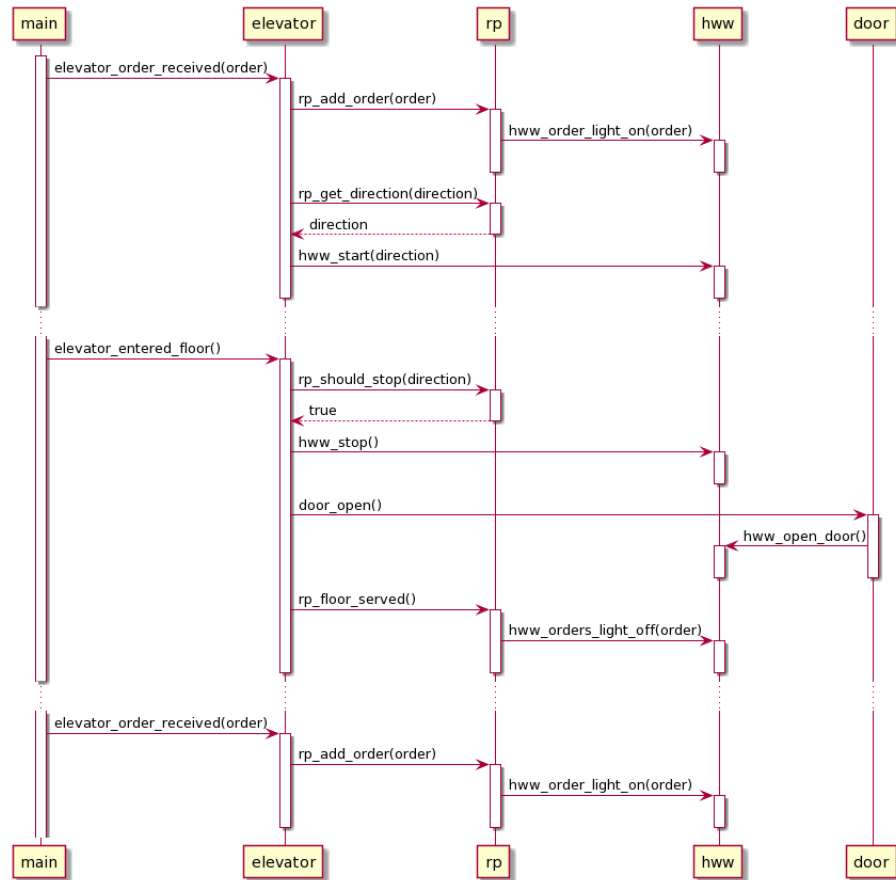 main
elevator
rp
hww
door
elevator_order_received(order)
rp_add_order(order)
hww_order_light_on(order)
rp_get_direction(direction)
direction
hww_start(direction)
elevator_entered_floor()
rp_should_stop(direction)
true
hww_stop()
door_open()
hww_open_door()
rp_floor_served()
hww_orders_light_off(order)
elevator_order_received(order)
rp_add_order(order)
hww_order_light_on(order)
main
elevator
rp
hww
door